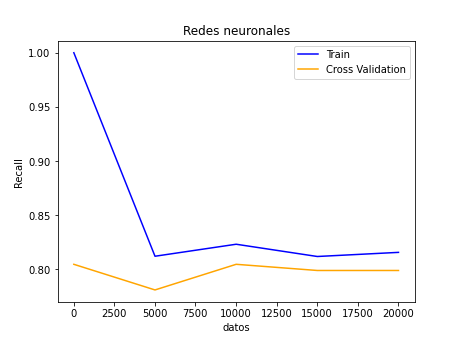 Redes neuronales
Train
Cross Validation
1.00
0.95
0.90
0.85
0.80
Recall
0 2500 5000 7500 10000 12500 15000 17500 20000
datos